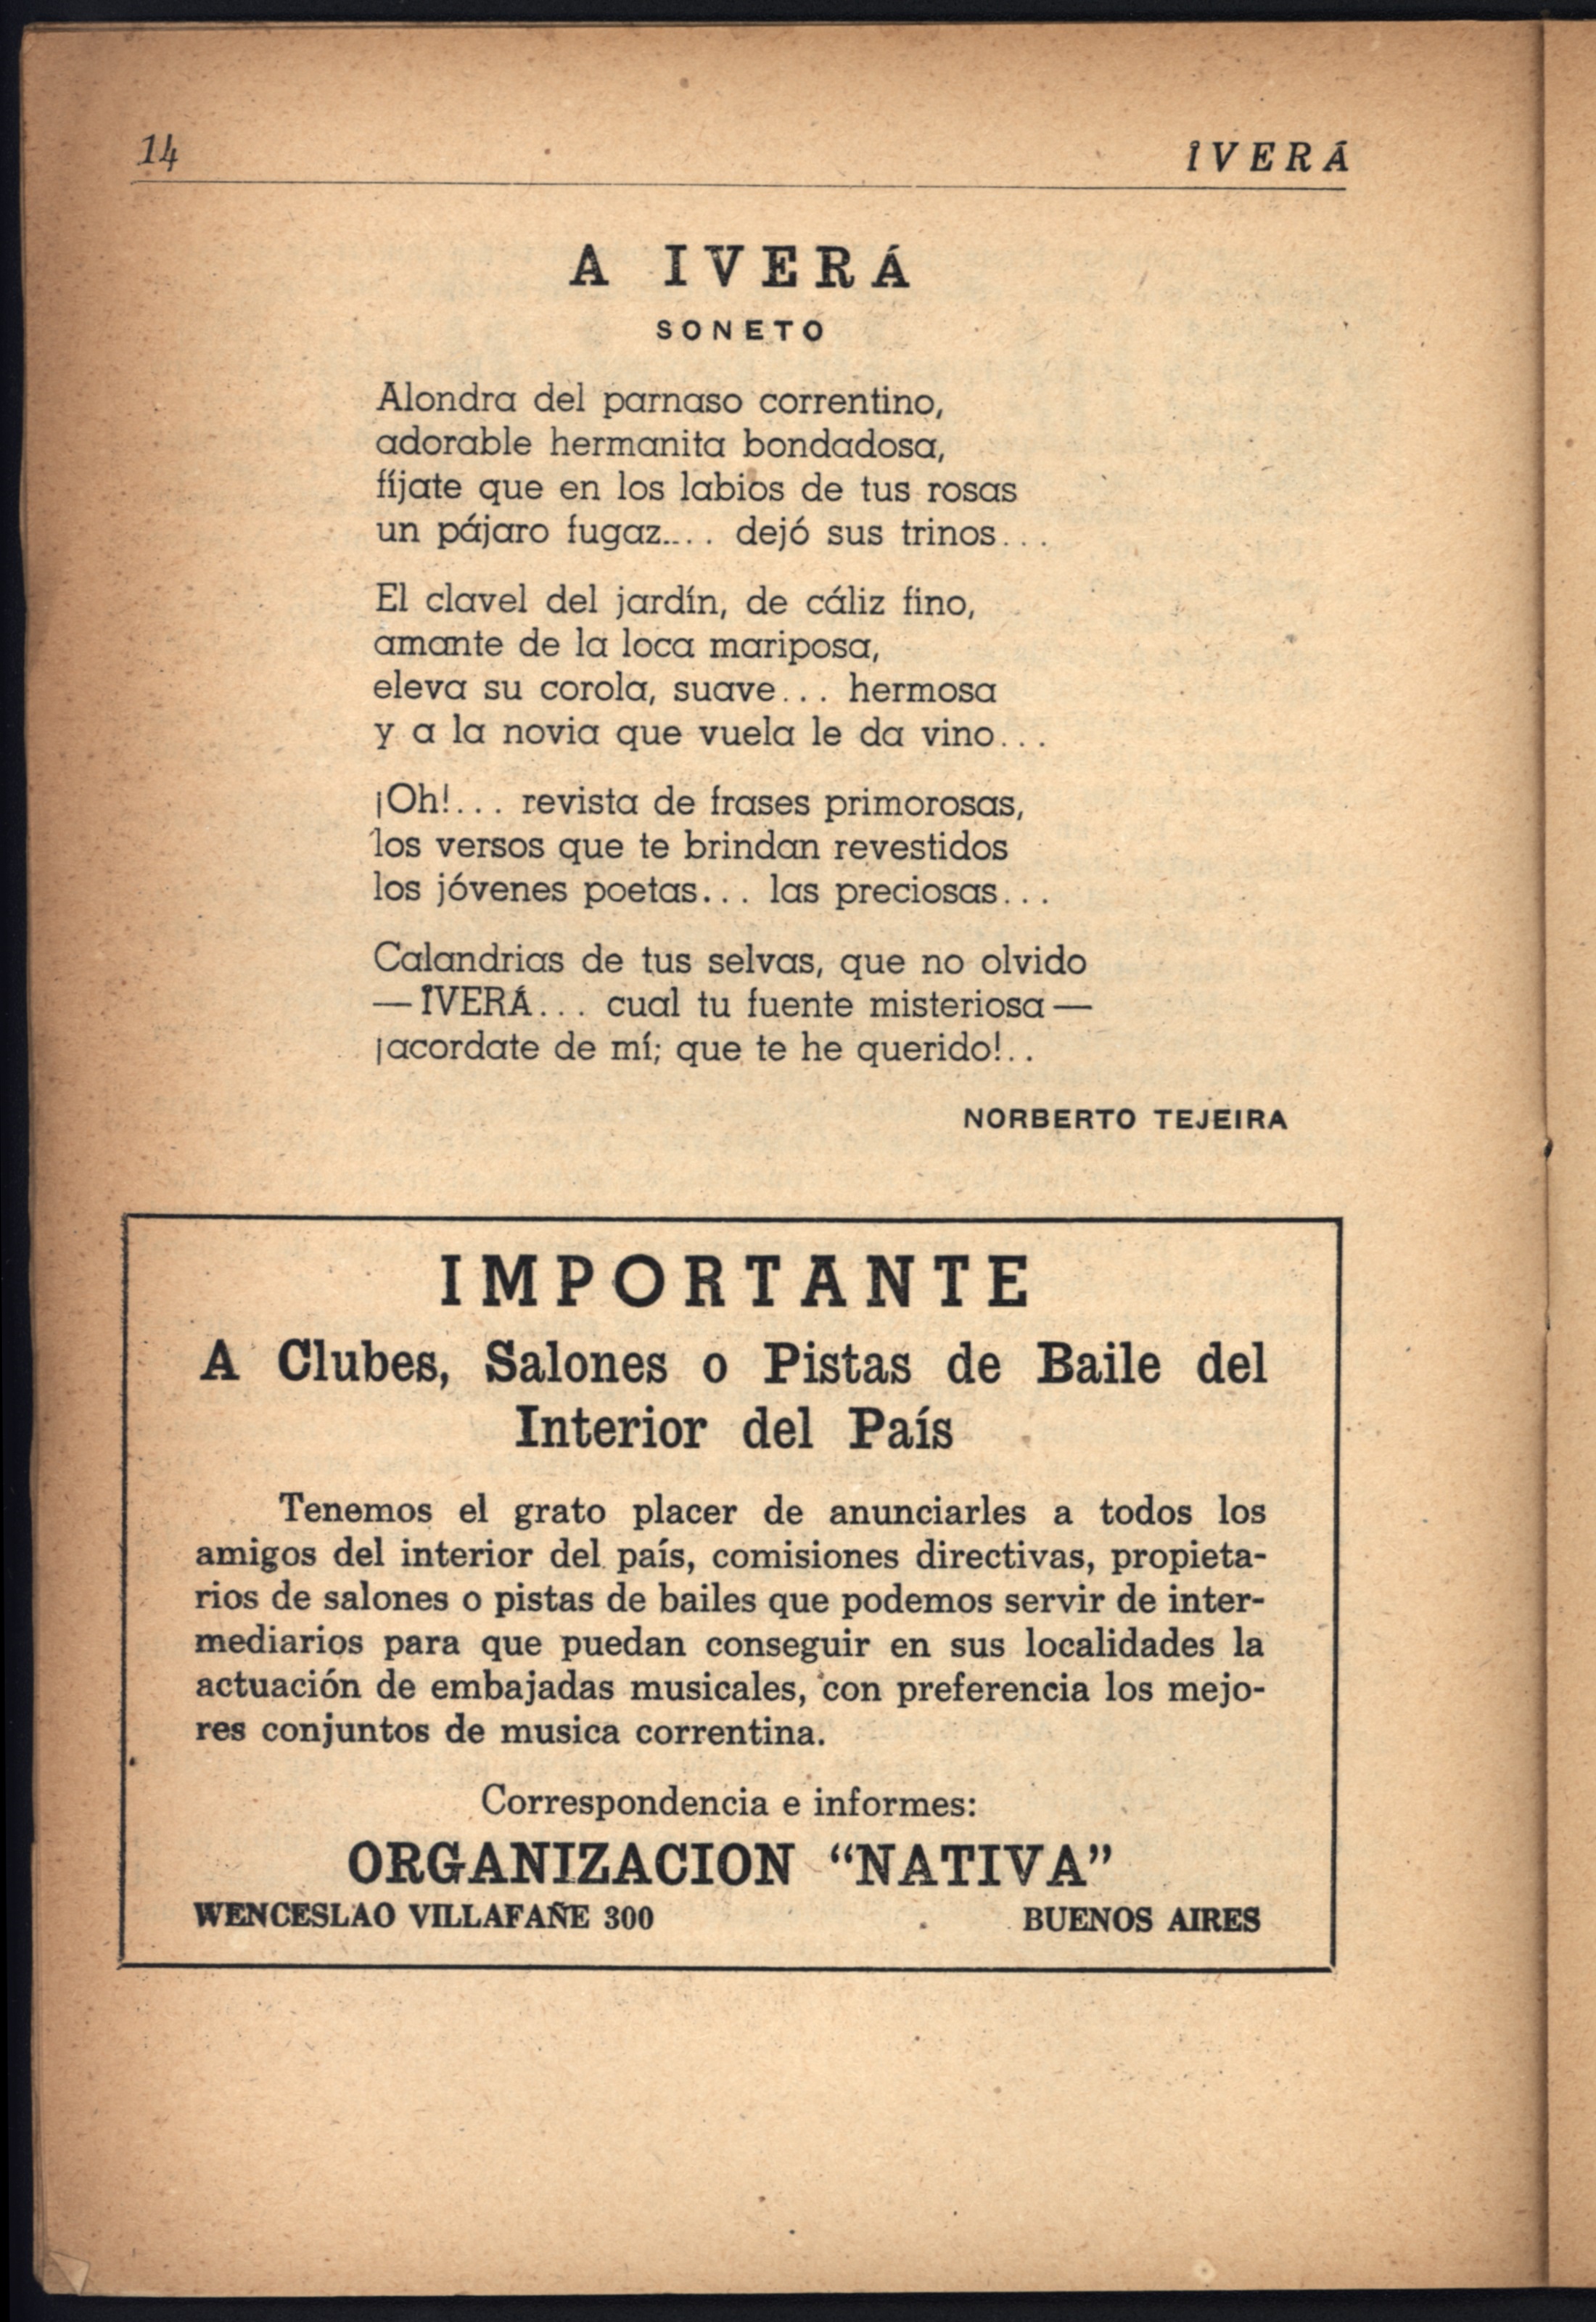 14
ÎVERÁ
A IVERÁ
SONETO
Alondra del parnaso correntino,
adorable hermanita bondadosa,
fíjate que en los labios de tus rosas
un pájaro fugaz.... dejó sus trinos...
El clavel del jardín, de cáliz fino,
amante de la loca mariposa,
eleva su corola, suave... hermosa
y a la novia que vuela le da vino...
¡Oh!... revista de frases primorosas,
los versos que te brindan revestidos
los jóvenes poetas... las preciosas...
Calandrias de tus selvas, que no olvido
—ÎVERÁ... cual tu fuente misteriosa—
¡acordate de mí; que te he querido!..
NORBERTO TEJEIRA
IMPORTANTE
A Clubes, Salones o Pistas de Baile del
Interior del País
Tenemos el grato placer de anunciarles a todos los
amigos del interior del país, comisiones directivas, propieta-
rios de salones o pistas de bailes que podemos servir de inter-
mediarios para que puedan conseguir en sus localidades la
actuación de embajadas musicales, con preferencia los mejo-
res conjuntos de musica correntina.
Correspondencia e informes:
ORGANIZACION “NATIVA”
WENCESLAO VILLAFAÑE 300 BUENOS AIRES